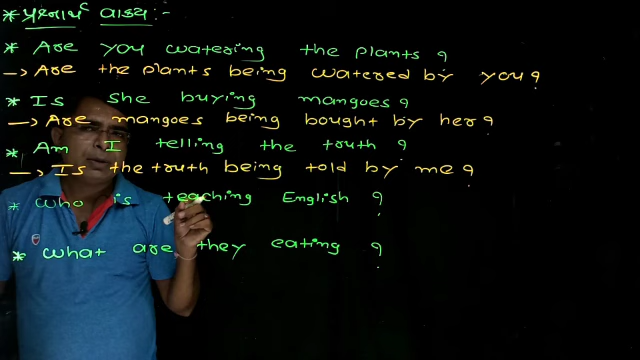 * પ્રશ્નાર્થ વાક્ય :-
* Are you watering the plants ?
→ Are the plants being watered by you ?
* Is she buying mangoes ?
→ Are mangoes being bought by her ?
* Am I telling the truth ?
→ Is the truth being told by me ?
* Who is teaching English ?
* What are they eating ?